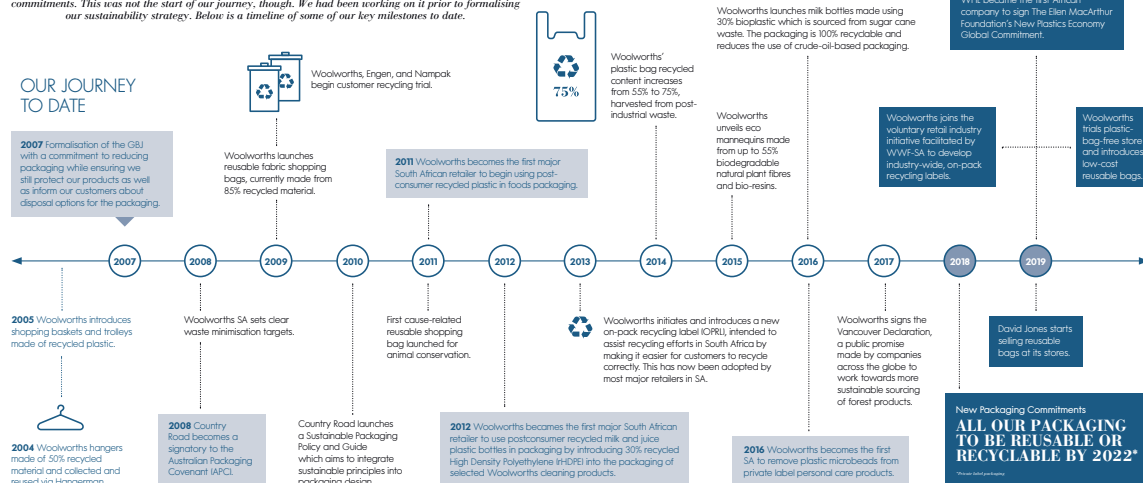 commitments. This was not the start of our journey, though. We had been working on it prior to formalising
our sustainability strategy. Below is a timeline of some of our key milestones to date.
OUR JOURNEY
TO DATE
2007 Formalisation of the GBJ
with a commitment to reducing
packaging while ensuring we
still protect our products as well
as inform our customers about
disposal options for the packaging.
Woolworths, Engen, and Nampak
begin customer recycling trial.
Woolworths launches
reusable fabric shopping
bags, currently made from
85% recycled material.
2011 Woolworths becomes the first major
South African retailer to begin using post-
consumer recycled plastic in foods packaging.
75%
Woolworths'
plastic bag recycled
content increases
from 55% to 75%,
harvested from post-
industrial waste.
Woolworths launches milk bottles made using
30% bioplastic which is sourced from sugar cane
waste. The packaging is 100% recyclable and
reduces the use of crude-oil-based packaging.
Woolworths
unveils eco
mannequins made
from up to 55%
biodegradable
natural plant fibres
and bio-resins.
company to sign The Ellen MacArthur
Foundation's New Plastics Economy
Global Commitment.
Woolworths joins the
voluntary retail industry
initiative facilitated by
WWF-SA to develop
industry-wide, on-pack
recycling labels.
Woolworths
trials plastic-
bag-free store
and introduces
low-cost
reusable bags.
2007
2008
2009
2010
2011
2012
2013
2014
2015
2016
2017
2018
2019
2005 Woolworths introduces
shopping baskets and trolleys
made of recycled plastic.
2004 Woolworths hangers
made of 50% recycled
material and collected and
reused via Hangerman.
Woolworths SA sets clear
waste minimisation targets.
2008 Country
Road becomes a
signatory to the
Australian Packaging
Covenant (APC).
Country Road launches
a Sustainable Packaging
Policy and Guide
which aims to integrate
sustainable principles into
packaging design.
First cause-related
reusable shopping
bag launched for
animal conservation.
2012 Woolworths becomes the first major South African
retailer to use postconsumer recycled milk and juice
plastic bottles in packaging by introducing 30% recycled
High Density Polyethylene (rHDPE) into the packaging of
selected Woolworths cleaning products.
Woolworths initiates and introduces a new
on-pack recycling label (OPRL), intended to
assist recycling efforts in South Africa by
making it easier for customers to recycle
correctly. This has now been adopted by
most major retailers in SA.
2016 Woolworths becomes the first
SA to remove plastic microbeads from
private label personal care products.
Woolworths signs the
Vancouver Declaration,
a public promise
made by companies
across the globe to
work towards more
sustainable sourcing
of forest products.
David Jones starts
selling reusable
bags at its stores.
New Packaging Commitments
ALL OUR PACKAGING
TO BE REUSABLE OR
RECYCLABLE BY 2022*
*Private label packaging.